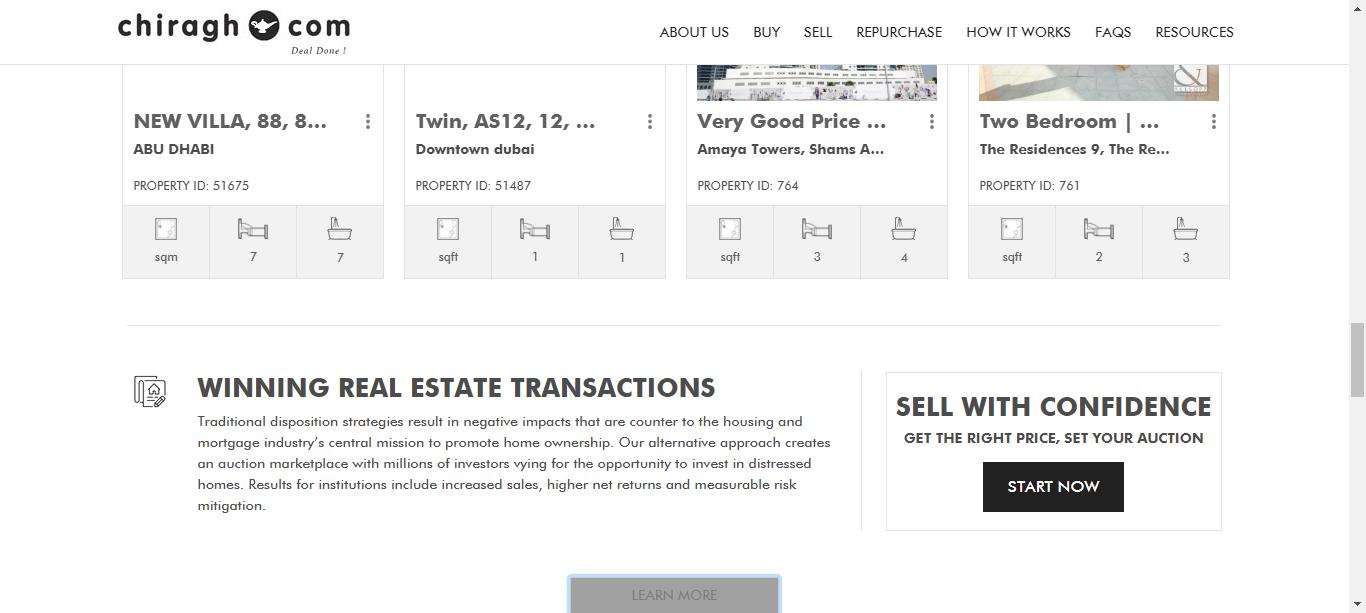 chiragh com
Deal Done !
ABOUT US BUY SELL REPURCHASE HOW IT WORKS FAQS RESOURCES
NEW VILLA, 88, 8...
ABU DHABI
PROPERTY ID: 51675
sqm 7 7
Twin, AS12, 12, ...
Downtown dubai
PROPERTY ID: 51487
sqft 1 1
Very Good Price ...
Amaya Towers, Shams A...
PROPERTY ID: 764
sqft 3 4
&
Two Bedroom | ...
The Residences 9, The Re...
PROPERTY ID: 761
sqft 2 3
WINNING REAL ESTATE TRANSACTIONS
Traditional disposition strategies result in negative impacts that are counter to the housing and
mortgage industry’s central mission to promote home ownership. Our alternative approach creates
an auction marketplace with millions of investors vying for the opportunity to invest in distressed
homes. Results for institutions include increased sales, higher net returns and measurable risk
mitigation.
SELL WITH CONFIDENCE
GET THE RIGHT PRICE, SET YOUR AUCTION
START NOW
LEARN MORE